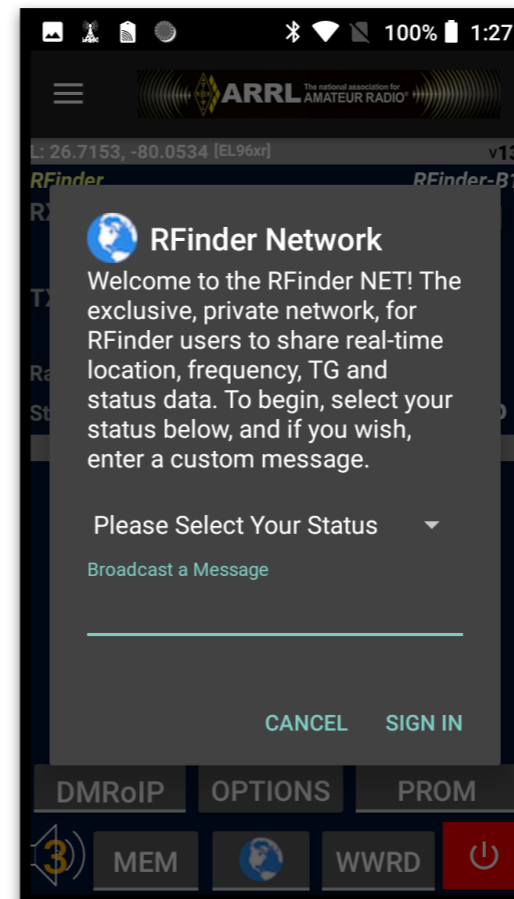 100% 1:27
ARRL The national association for AMATEUR RADIO®
L: 26.7153, -80.0534 [EL96xr] v13
RFinder RFinder-B1
RFinder Network
Welcome to the RFinder NET! The
exclusive, private network, for
RFinder users to share real-time
location, frequency, TG and
status data. To begin, select your
status below, and if you wish,
enter a custom message.
Please Select Your Status
Broadcast a Message
CANCEL SIGN IN
DMRoIP OPTIONS PROM
3 MEM WWRD